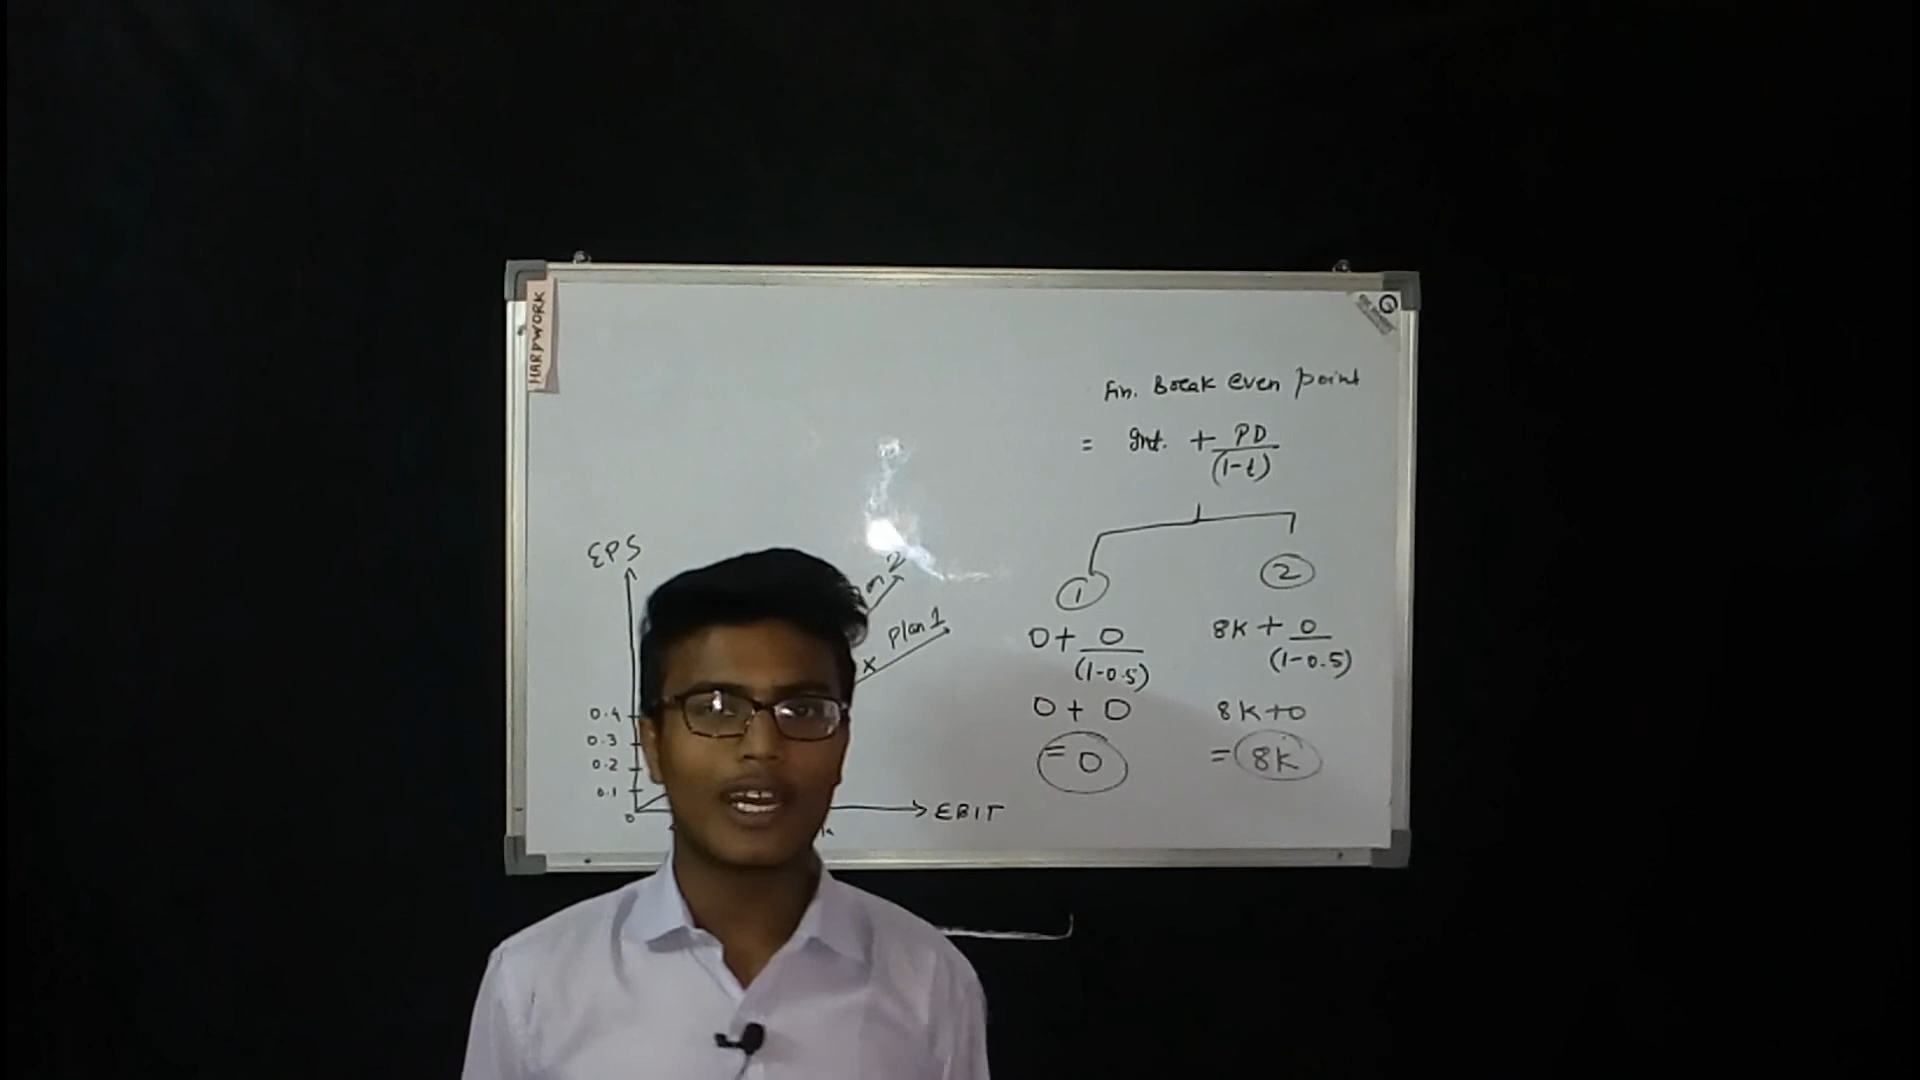 HARDWORK
Fin. Break even point
= Int. + PD/(1-t)
1
0 + 0/(1-0.5)
0 + 0
= 0
2
8K + 0/(1-0.5)
8K+0
= 8K
EPS
2
Plan 1
x
0.4
0.3
0.2
0.1
0
EBIT